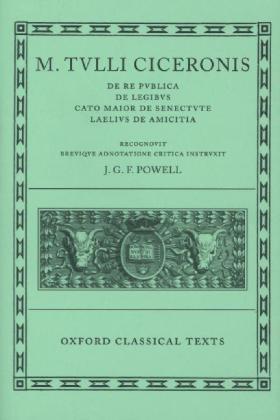 M. TVLLI CICERONIS
DE RE PVBLICA
DE LEGIBVS
CATO MAIOR DE SENECTVTE
LAELIVS DE AMICITIA
RECOGNOVIT
BREVIQVE ADNOTATIONE CRITICA INSTRVXIT
J. G. F. POWELL
OXFORD CLASSICAL TEXTS